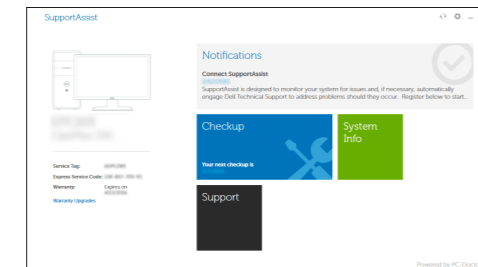 SupportAssist
Notifications
Connect SupportAssist
SupportAssist is designed to monitor your system for issues and, if necessary, automatically
engage Dell Technical Support to address problems should they occur. Register below to start...
Checkup
Your next checkup is
System
Info
Support
Service Tag:
Express Service Code:
Warranty:
Expires on
Warranty Upgrades
Powered by PC-Doctor